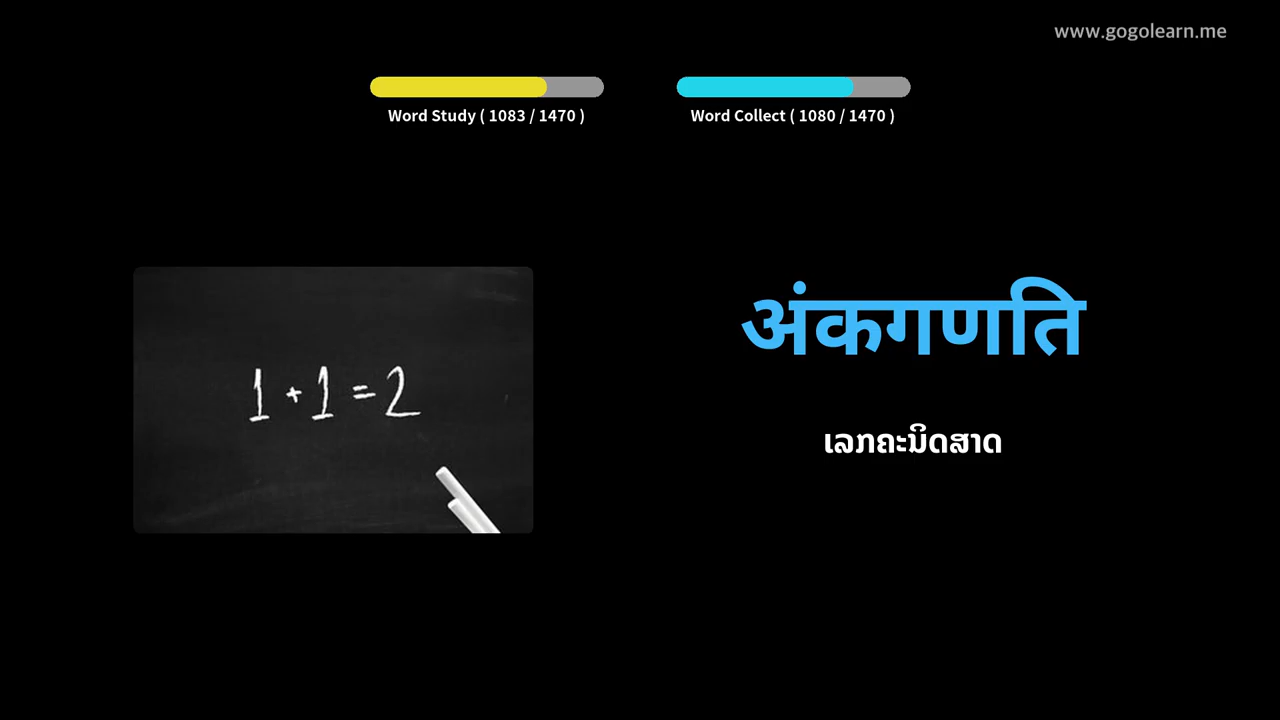 www.gogolearn.me
Word Study ( 1083 / 1470 )
Word Collect ( 1080 / 1470 )
1 + 1 = 2
अंकगणति
ເລກຄະນິດສາດ